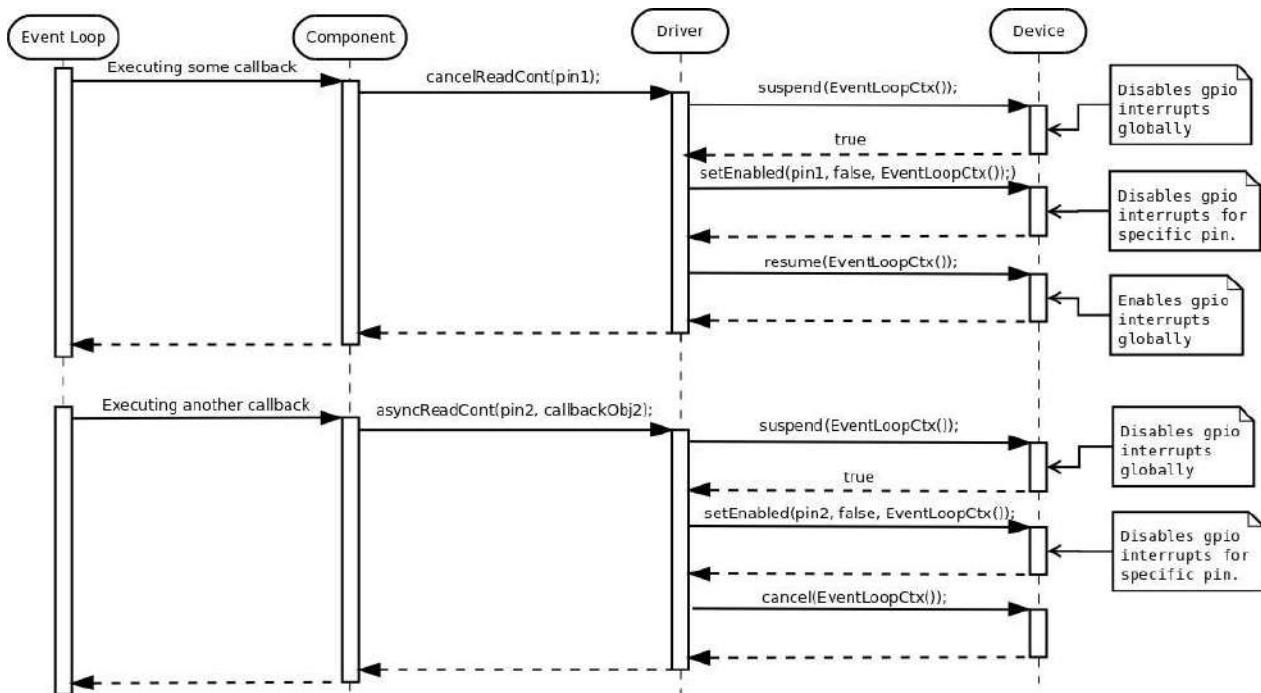 Event Loop
Component
Driver
Device
Executing some callback
cancelReadCont(pin1);
suspend(EventLoopCtx());
Disables gpio
interrupts
globally
true
setEnabled(pin1, false, EventLoopCtx());)
Disables gpio
interrupts for
specific pin.
resume(EventLoopCtx());
Enables gpio
interrupts
globally
Executing another callback
asyncReadCont(pin2, callbackObj2);
suspend(EventLoopCtx());
Disables gpio
interrupts
globally
true
setEnabled(pin2, false, EventLoopCtx());
Disables gpio
interrupts for
specific pin.
cancel(EventLoopCtx());